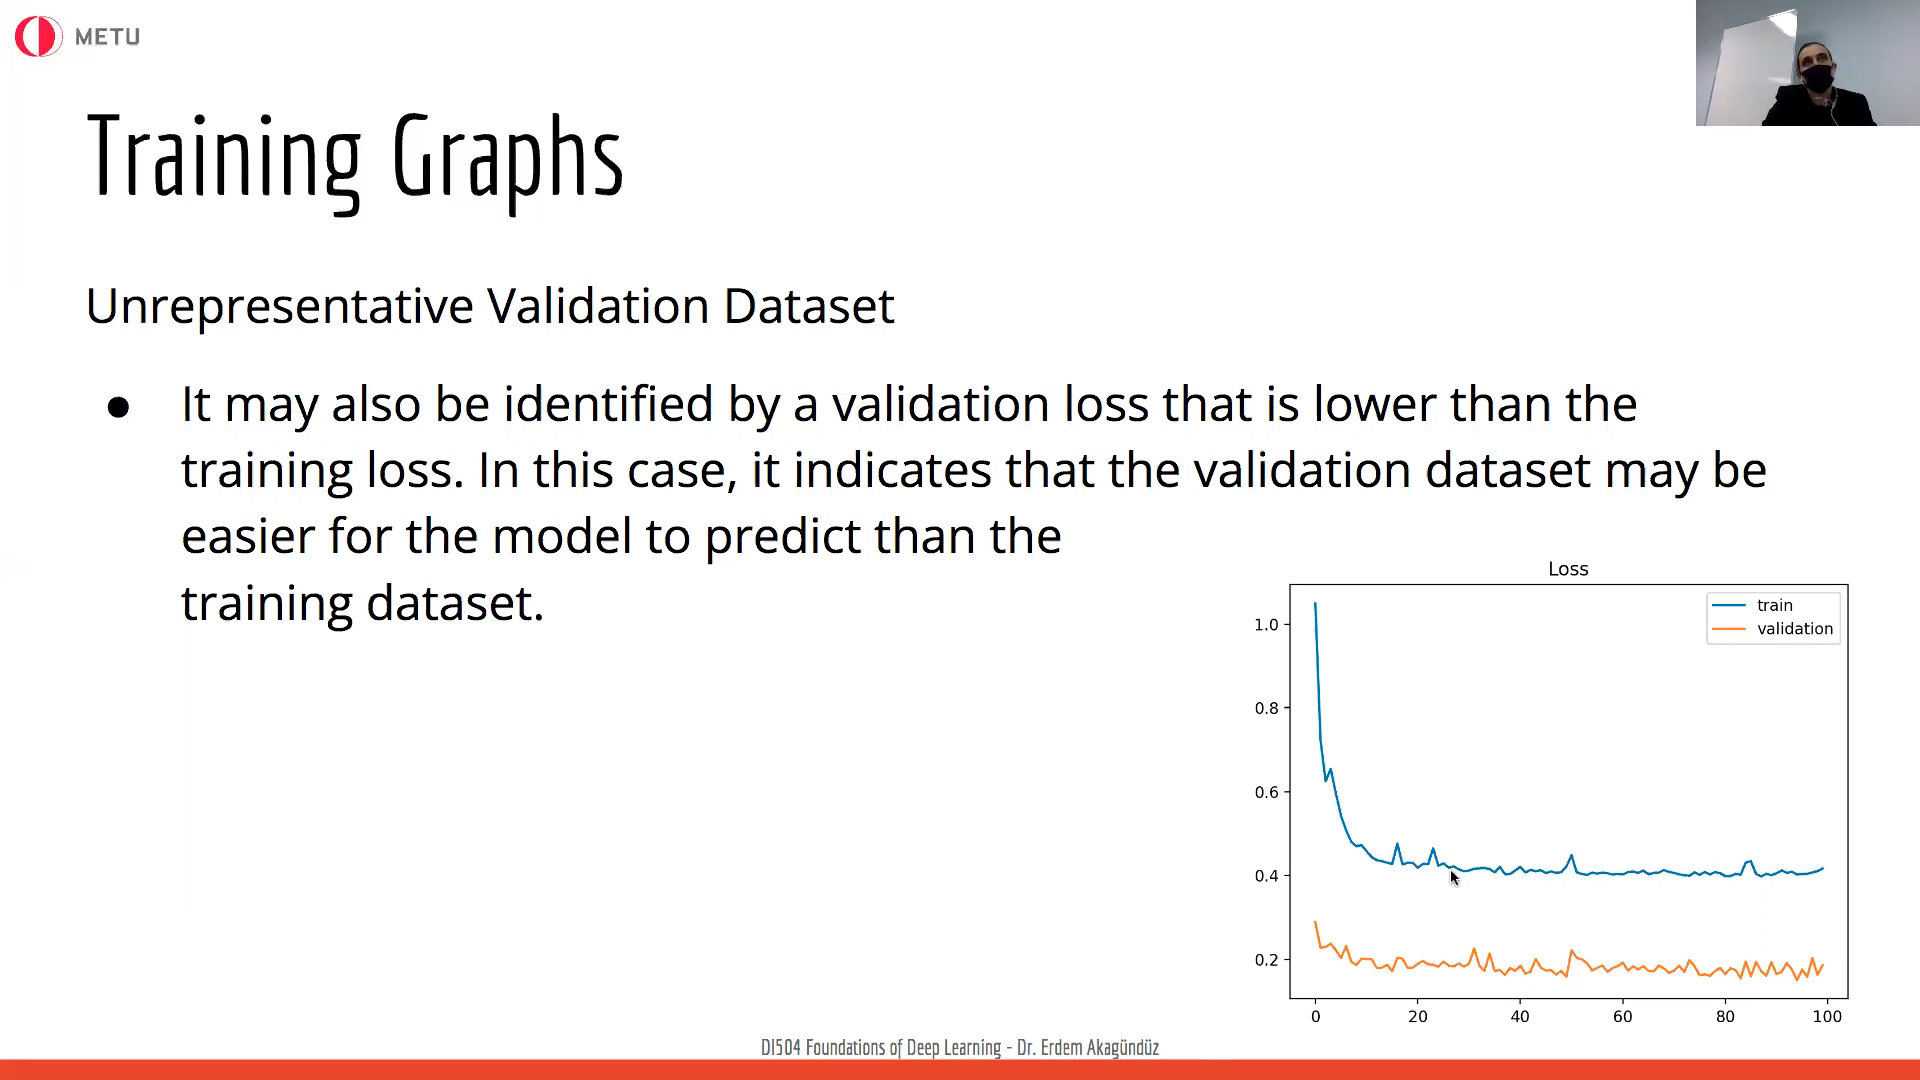 METU
Training Graphs
Unrepresentative Validation Dataset
● It may also be identified by a validation loss that is lower than the
training loss. In this case, it indicates that the validation dataset may be
easier for the model to predict than the
training dataset.
Loss
train
validation
1.0
0.8
0.6
0.4
0.2
0 20 40 60 80 100
DI504 Foundations of Deep Learning - Dr. Erdem Akagündüz